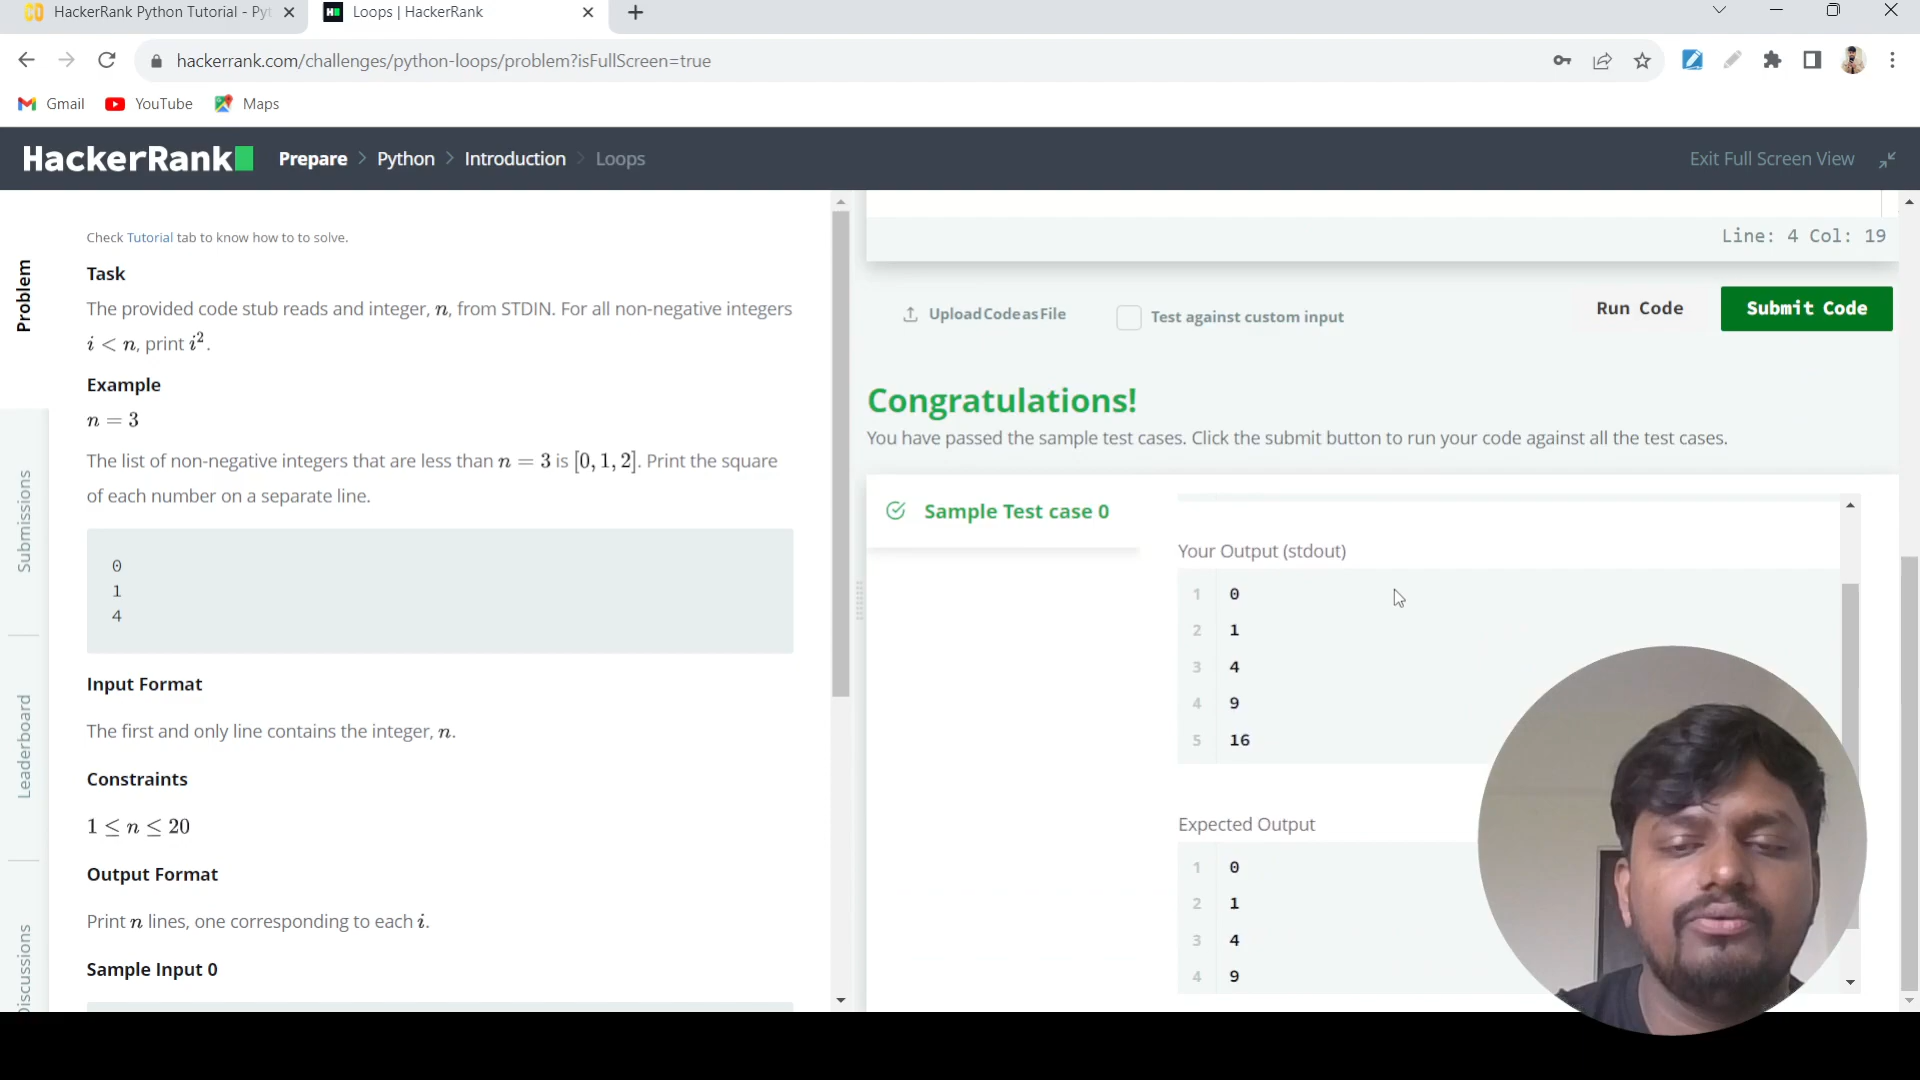 HackerRank Python Tutorial - Pyt
Loops | HackerRank
hackerrank.com/challenges/python-loops/problem?isFullScreen=true
Gmail
YouTube
Maps
HackerRank
Prepare > Python > Introduction > Loops
Exit Full Screen View
Problem
Submissions
Leaderboard
Discussions
Check Tutorial tab to know how to to solve.
Task
The provided code stub reads and integer, n, from STDIN. For all non-negative integers
i < n, print i².
Example
n = 3
The list of non-negative integers that are less than n = 3 is [0, 1, 2]. Print the square
of each number on a separate line.
0
1
4
Input Format
The first and only line contains the integer, n.
Constraints
1 ≤ n ≤ 20
Output Format
Print n lines, one corresponding to each i.
Sample Input 0
Line: 4 Col: 19
Upload Code as File
Test against custom input
Run Code
Submit Code
Congratulations!
You have passed the sample test cases. Click the submit button to run your code against all the test cases.
Sample Test case 0
Your Output (stdout)
1 0
2 1
3 4
4 9
5 16
Expected Output
1 0
2 1
3 4
4 9